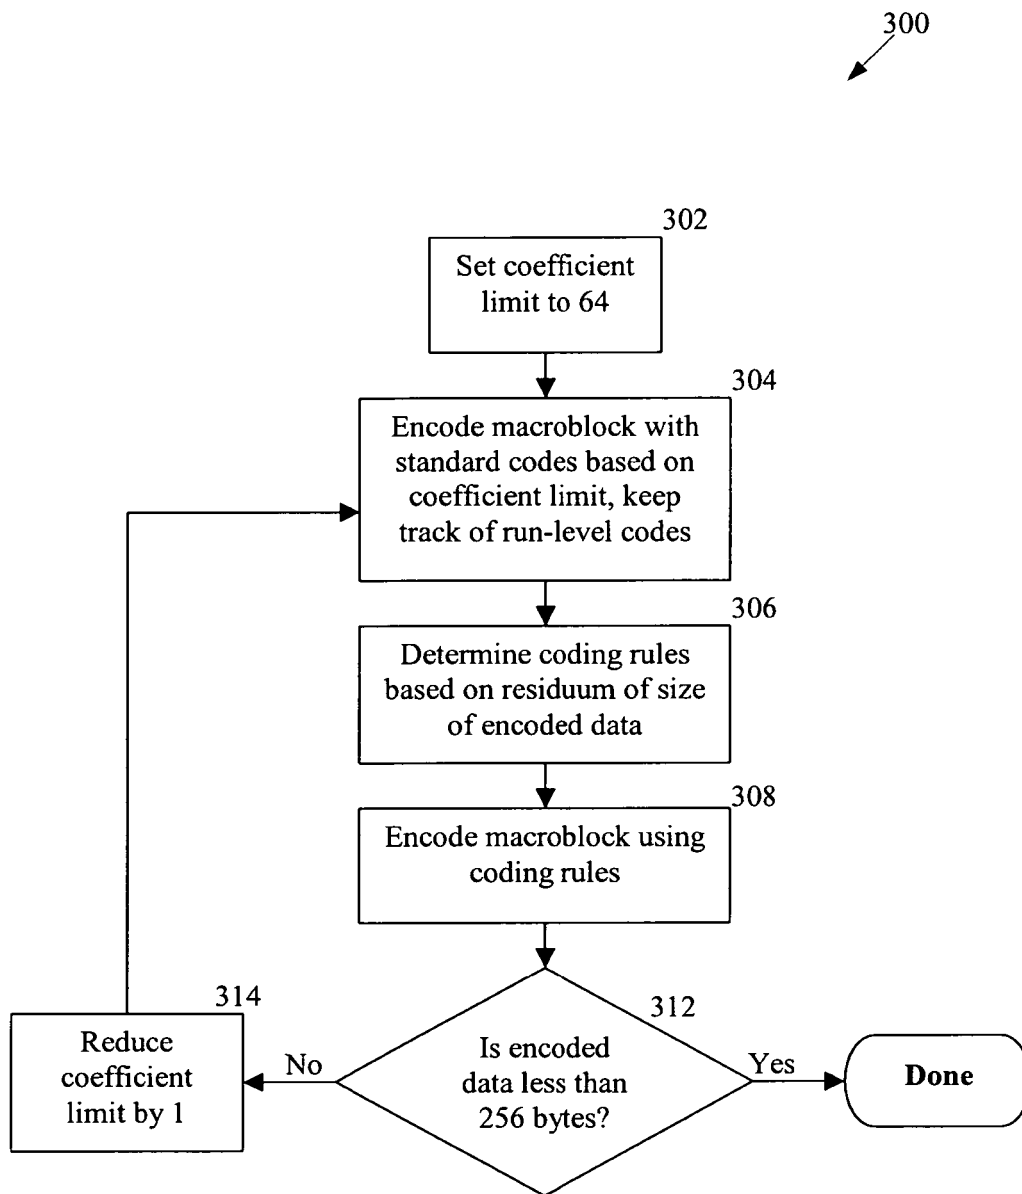 300
302
Set coefficient
limit to 64
304
Encode macroblock with
standard codes based on
coefficient limit, keep
track of run-level codes
306
Determine coding rules
based on residuum of size
of encoded data
308
Encode macroblock using
coding rules
312
Is encoded
data less than
256 bytes?
Yes
Done
No
314
Reduce
coefficient
limit by 1